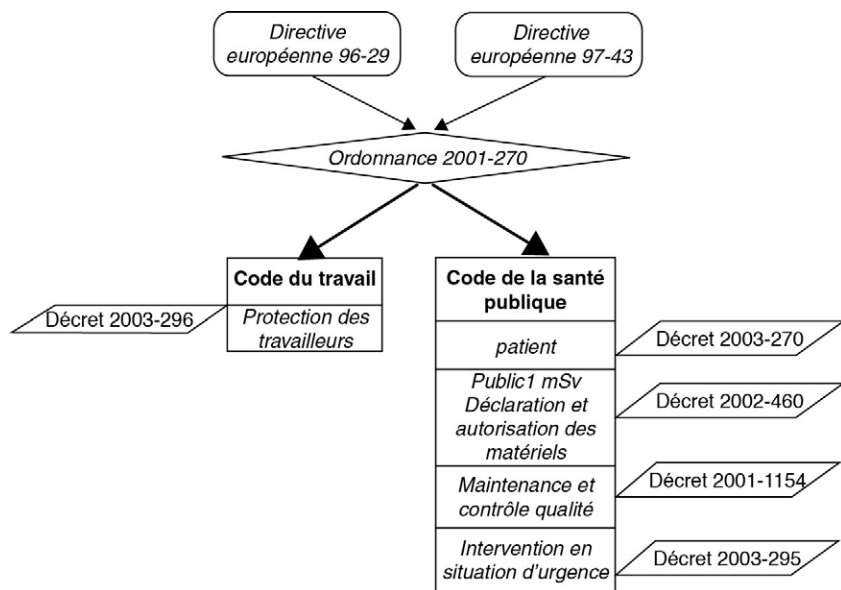 Directive
européenne 96-29
Directive
européenne 97-43
Ordonnance 2001-270
Code du travail
Décret 2003-296
Protection des
travailleurs
Code de la santé
publique
patient
Décret 2003-270
Public1 mSv
Déclaration et
autorisation des
matériels
Décret 2002-460
Maintenance et
contrôle qualité
Décret 2001-1154
Intervention en
situation d'urgence
Décret 2003-295